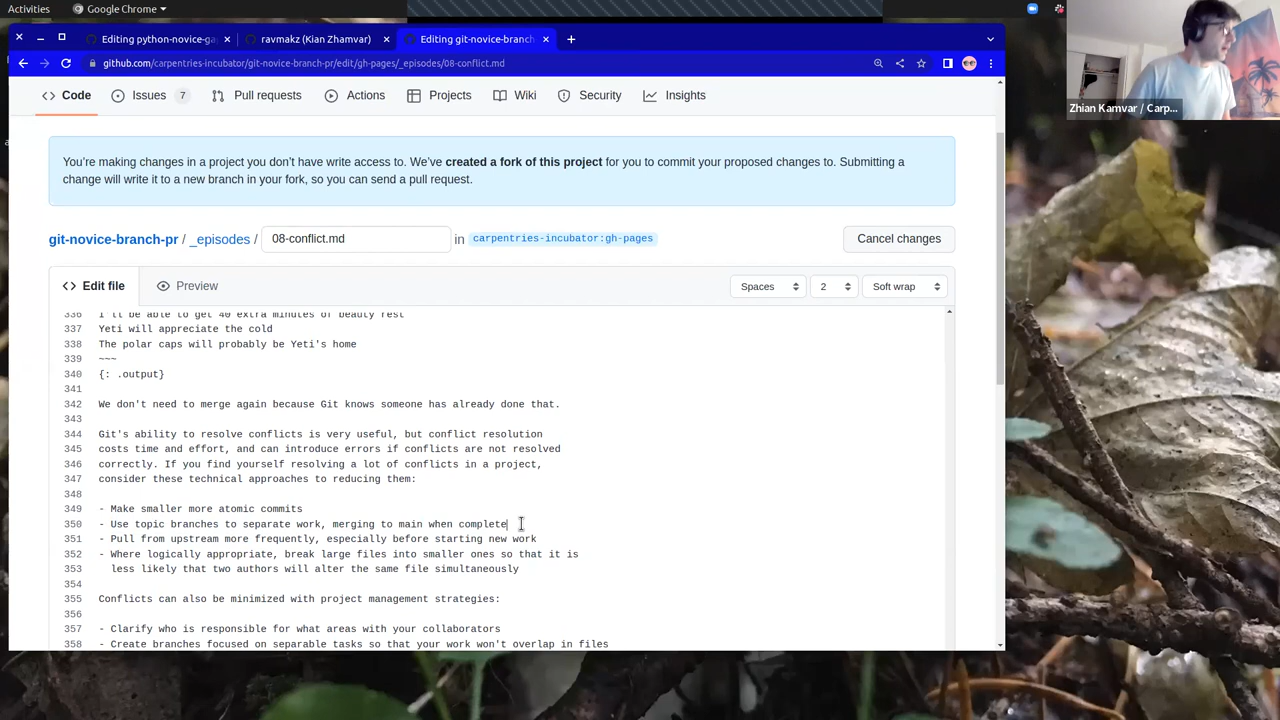 Activities
Google Chrome
Editing python-novice-ga
ravmakz (Kian Zhamvar)
Editing git-novice-branch
github.com/carpentries-incubator/git-novice-branch-pr/edit/gh-pages/_episodes/08-conflict.md
Code
Issues 7
Pull requests
Actions
Projects
Wiki
Security
Insights
Zhian Kamvar / Carp...
You're making changes in a project you don't have write access to. We've created a fork of this project for you to commit your proposed changes to. Submitting a
change will write it to a new branch in your fork, so you can send a pull request.
git-novice-branch-pr / _episodes / 08-conflict.md in carpentries-incubator:gh-pages
Cancel changes
Edit file
Preview
Spaces
2
Soft wrap
336 I'll be able to get 40 extra minutes of beauty rest
337 Yeti will appreciate the cold
338 The polar caps will probably be Yeti's home
339 ~~~
340 {: .output}
341
342 We don't need to merge again because Git knows someone has already done that.
343
344 Git's ability to resolve conflicts is very useful, but conflict resolution
345 costs time and effort, and can introduce errors if conflicts are not resolved
346 correctly. If you find yourself resolving a lot of conflicts in a project,
347 consider these technical approaches to reducing them:
348
349 - Make smaller more atomic commits
350 - Use topic branches to separate work, merging to main when complete
351 - Pull from upstream more frequently, especially before starting new work
352 - Where logically appropriate, break large files into smaller ones so that it is
353 less likely that two authors will alter the same file simultaneously
354
355 Conflicts can also be minimized with project management strategies:
356
357 - Clarify who is responsible for what areas with your collaborators
358 - Create branches focused on separable tasks so that your work won't overlap in files